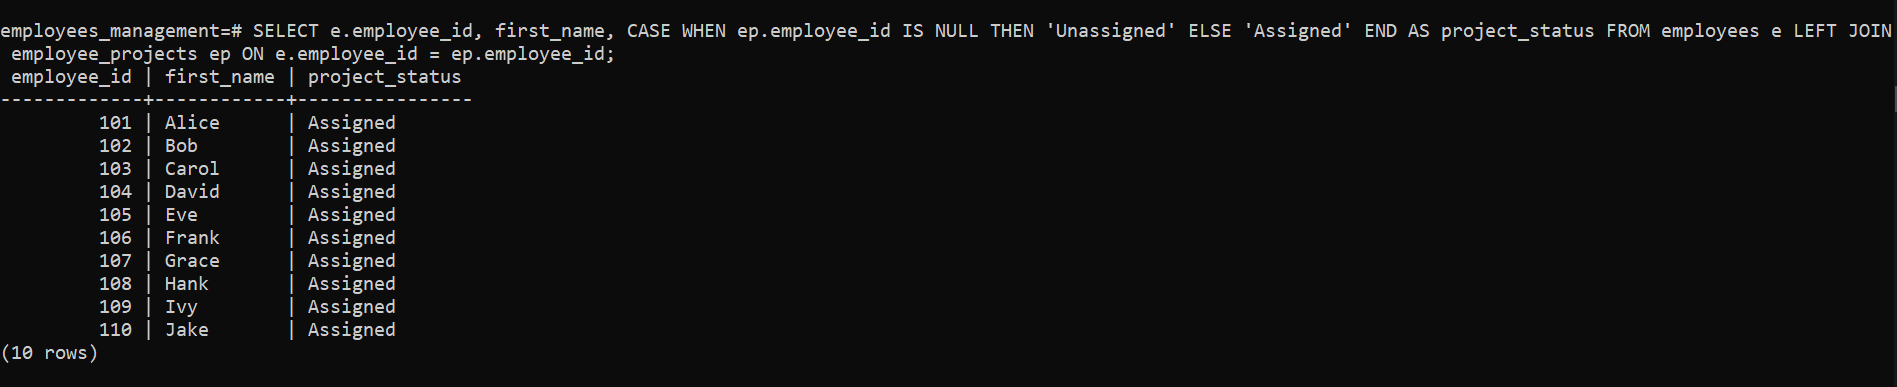 employees_management=# SELECT e.employee_id, first_name, CASE WHEN ep.employee_id IS NULL THEN 'Unassigned' ELSE 'Assigned' END AS project_status FROM employees e LEFT JOIN
 employee_projects ep ON e.employee_id = ep.employee_id;
 employee_id | first_name | project_status
-------------+------------+----------------
         101 | Alice      | Assigned
         102 | Bob        | Assigned
         103 | Carol      | Assigned
         104 | David      | Assigned
         105 | Eve        | Assigned
         106 | Frank      | Assigned
         107 | Grace      | Assigned
         108 | Hank       | Assigned
         109 | Ivy        | Assigned
         110 | Jake       | Assigned
(10 rows)